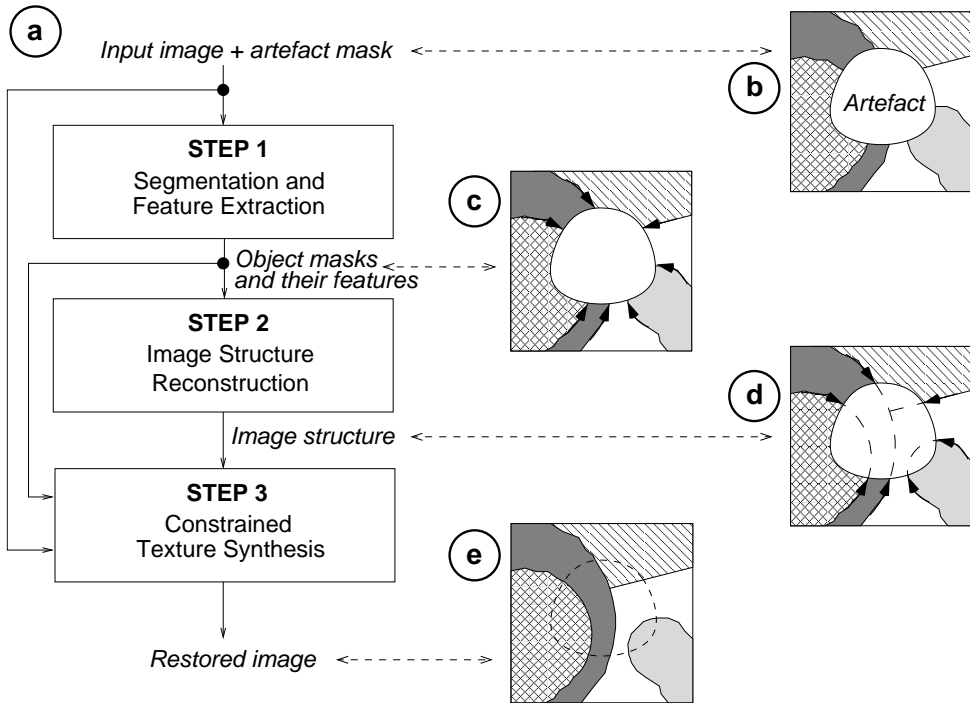 a
Input image + artefact mask
b
Artefact
STEP 1
Segmentation and
Feature Extraction
c
Object masks
and their features
STEP 2
Image Structure
Reconstruction
d
Image structure
STEP 3
Constrained
Texture Synthesis
e
Restored image